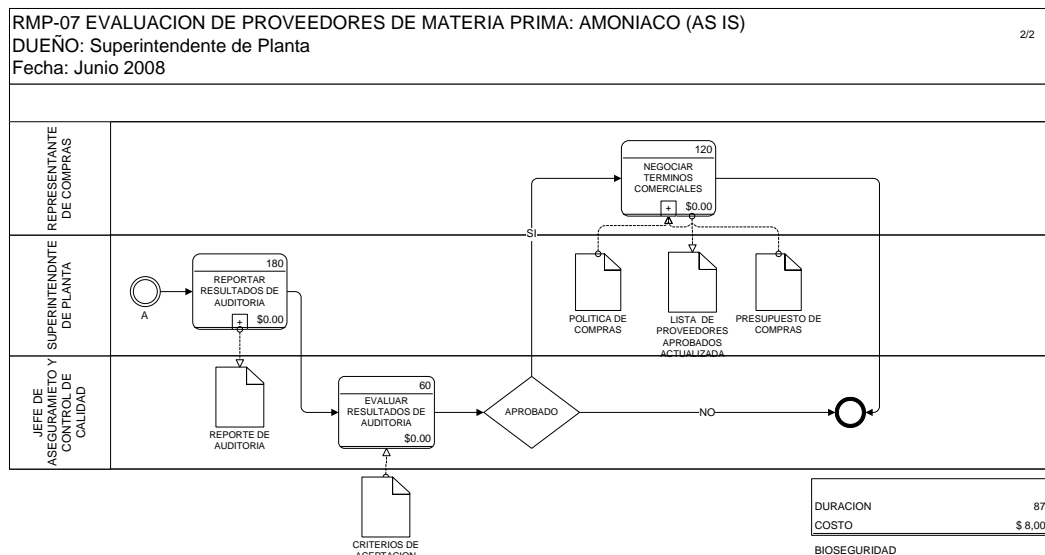 RMP-07 EVALUACION DE PROVEEDORES DE MATERIA PRIMA: AMONIACO (AS IS)
DUEÑO: Superintendente de Planta
Fecha: Junio 2008
2/2
REPRESENTANTE
DE COMPRAS
120
NEGOCIAR
TERMINOS
COMERCIALES
+
$0.00
SI
SUPERINTENDNTE
DE PLANTA
A
180
REPORTAR
RESULTADOS DE
AUDITORIA
+
$0.00
POLITICA DE
COMPRAS
LISTA DE
PROVEEDORES
APROBADOS
ACTUALIZADA
PRESUPUESTO DE
COMPRAS
JEFE DE
ASEGURAMIETO Y
CONTROL DE
CALIDAD
REPORTE DE
AUDITORIA
60
EVALUAR
RESULTADOS DE
AUDITORIA
$0.00
APROBADO
NO
CRITERIOS DE
ACEPTACION
DURACION 87
COSTO $ 8,00
BIOSEGURIDAD